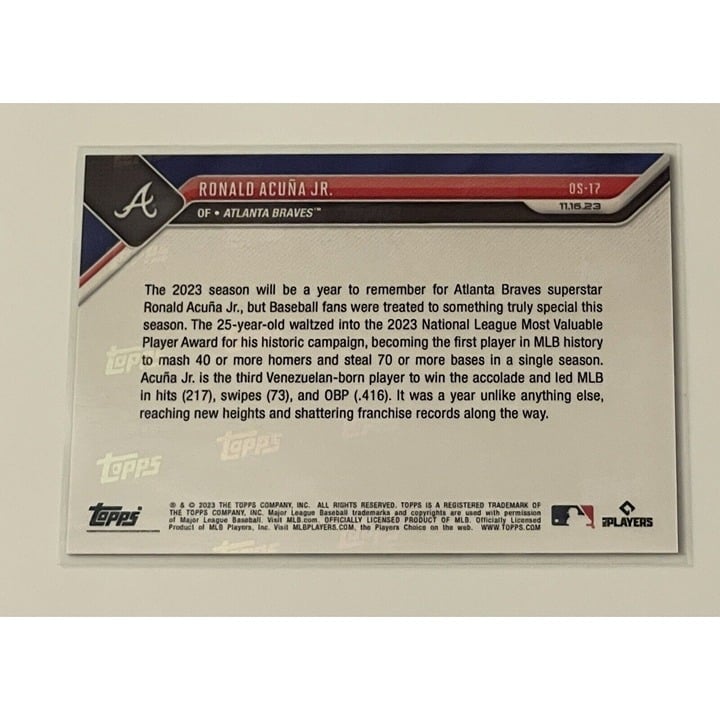 RONALD ACUÑA JR.
OS-17
OF • ATLANTA BRAVES™
11.16.23
The 2023 season will be a year to remember for Atlanta Braves superstar
Ronald Acuña Jr., but Baseball fans were treated to something truly special this
season. The 25-year-old waltzed into the 2023 National League Most Valuable
Player Award for his historic campaign, becoming the first player in MLB history
to mash 40 or more homers and steal 70 or more bases in a single season.
Acuña Jr. is the third Venezuelan-born player to win the accolade and led MLB
in hits (217), swipes (73), and OBP (.416). It was a year unlike anything else,
reaching new heights and shattering franchise records along the way.
topps
topps
topps
topps
topps
® & © 2023 THE TOPPS COMPANY, INC. ALL RIGHTS RESERVED. TOPPS IS A REGISTERED TRADEMARK OF
THE TOPPS COMPANY, INC. Major League Baseball trademarks and copyrights are used with permission
of Major League Baseball. Visit MLB.com. OFFICIALLY LICENSED PRODUCT OF MLB. Officially Licensed
Product of MLB Players, Inc. Visit MLBPLAYERS.COM, the Players Choice on the web. WWW.TOPPS.COM
MLB PLAYERS